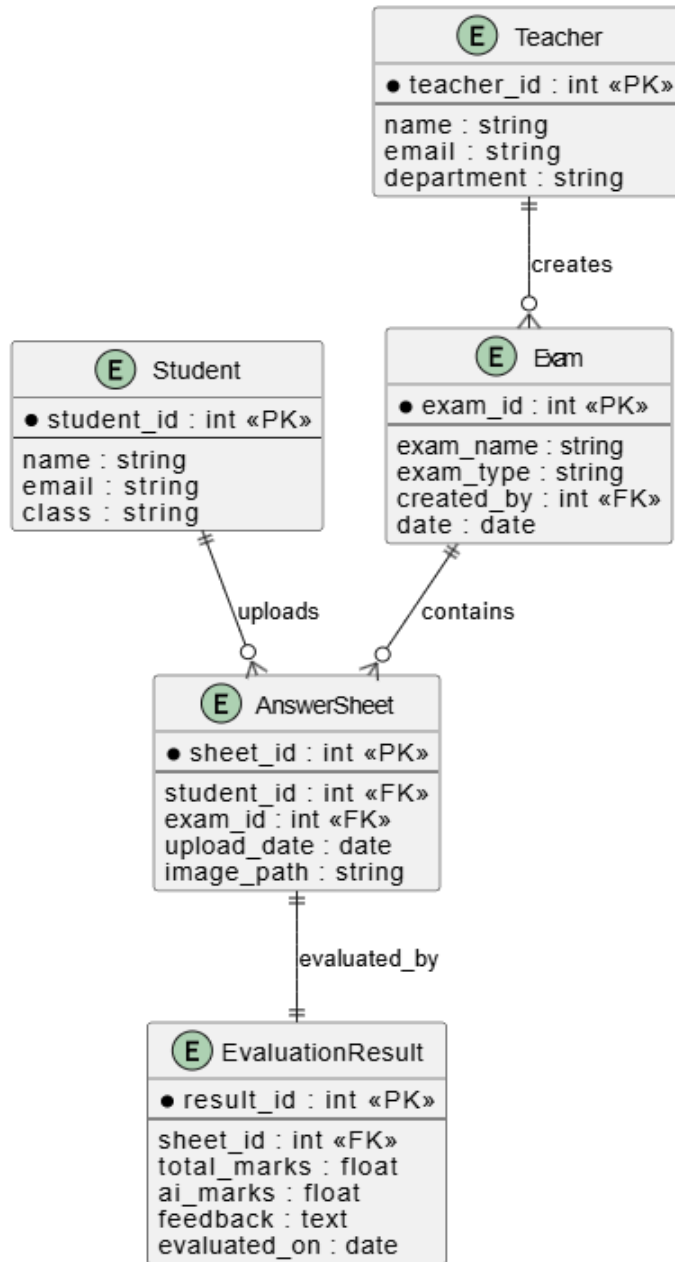 E Teacher
● teacher_id : int «PK»
name : string
email : string
department : string
creates
E Student
● student_id : int «PK»
name : string
email : string
class : string
E Exam
● exam_id : int «PK»
exam_name : string
exam_type : string
created_by : int «FK»
date : date
uploads
contains
E AnswerSheet
● sheet_id : int «PK»
student_id : int «FK»
exam_id : int «FK»
upload_date : date
image_path : string
evaluated_by
E EvaluationResult
● result_id : int «PK»
sheet_id : int «FK»
total_marks : float
ai_marks : float
feedback : text
evaluated_on : date